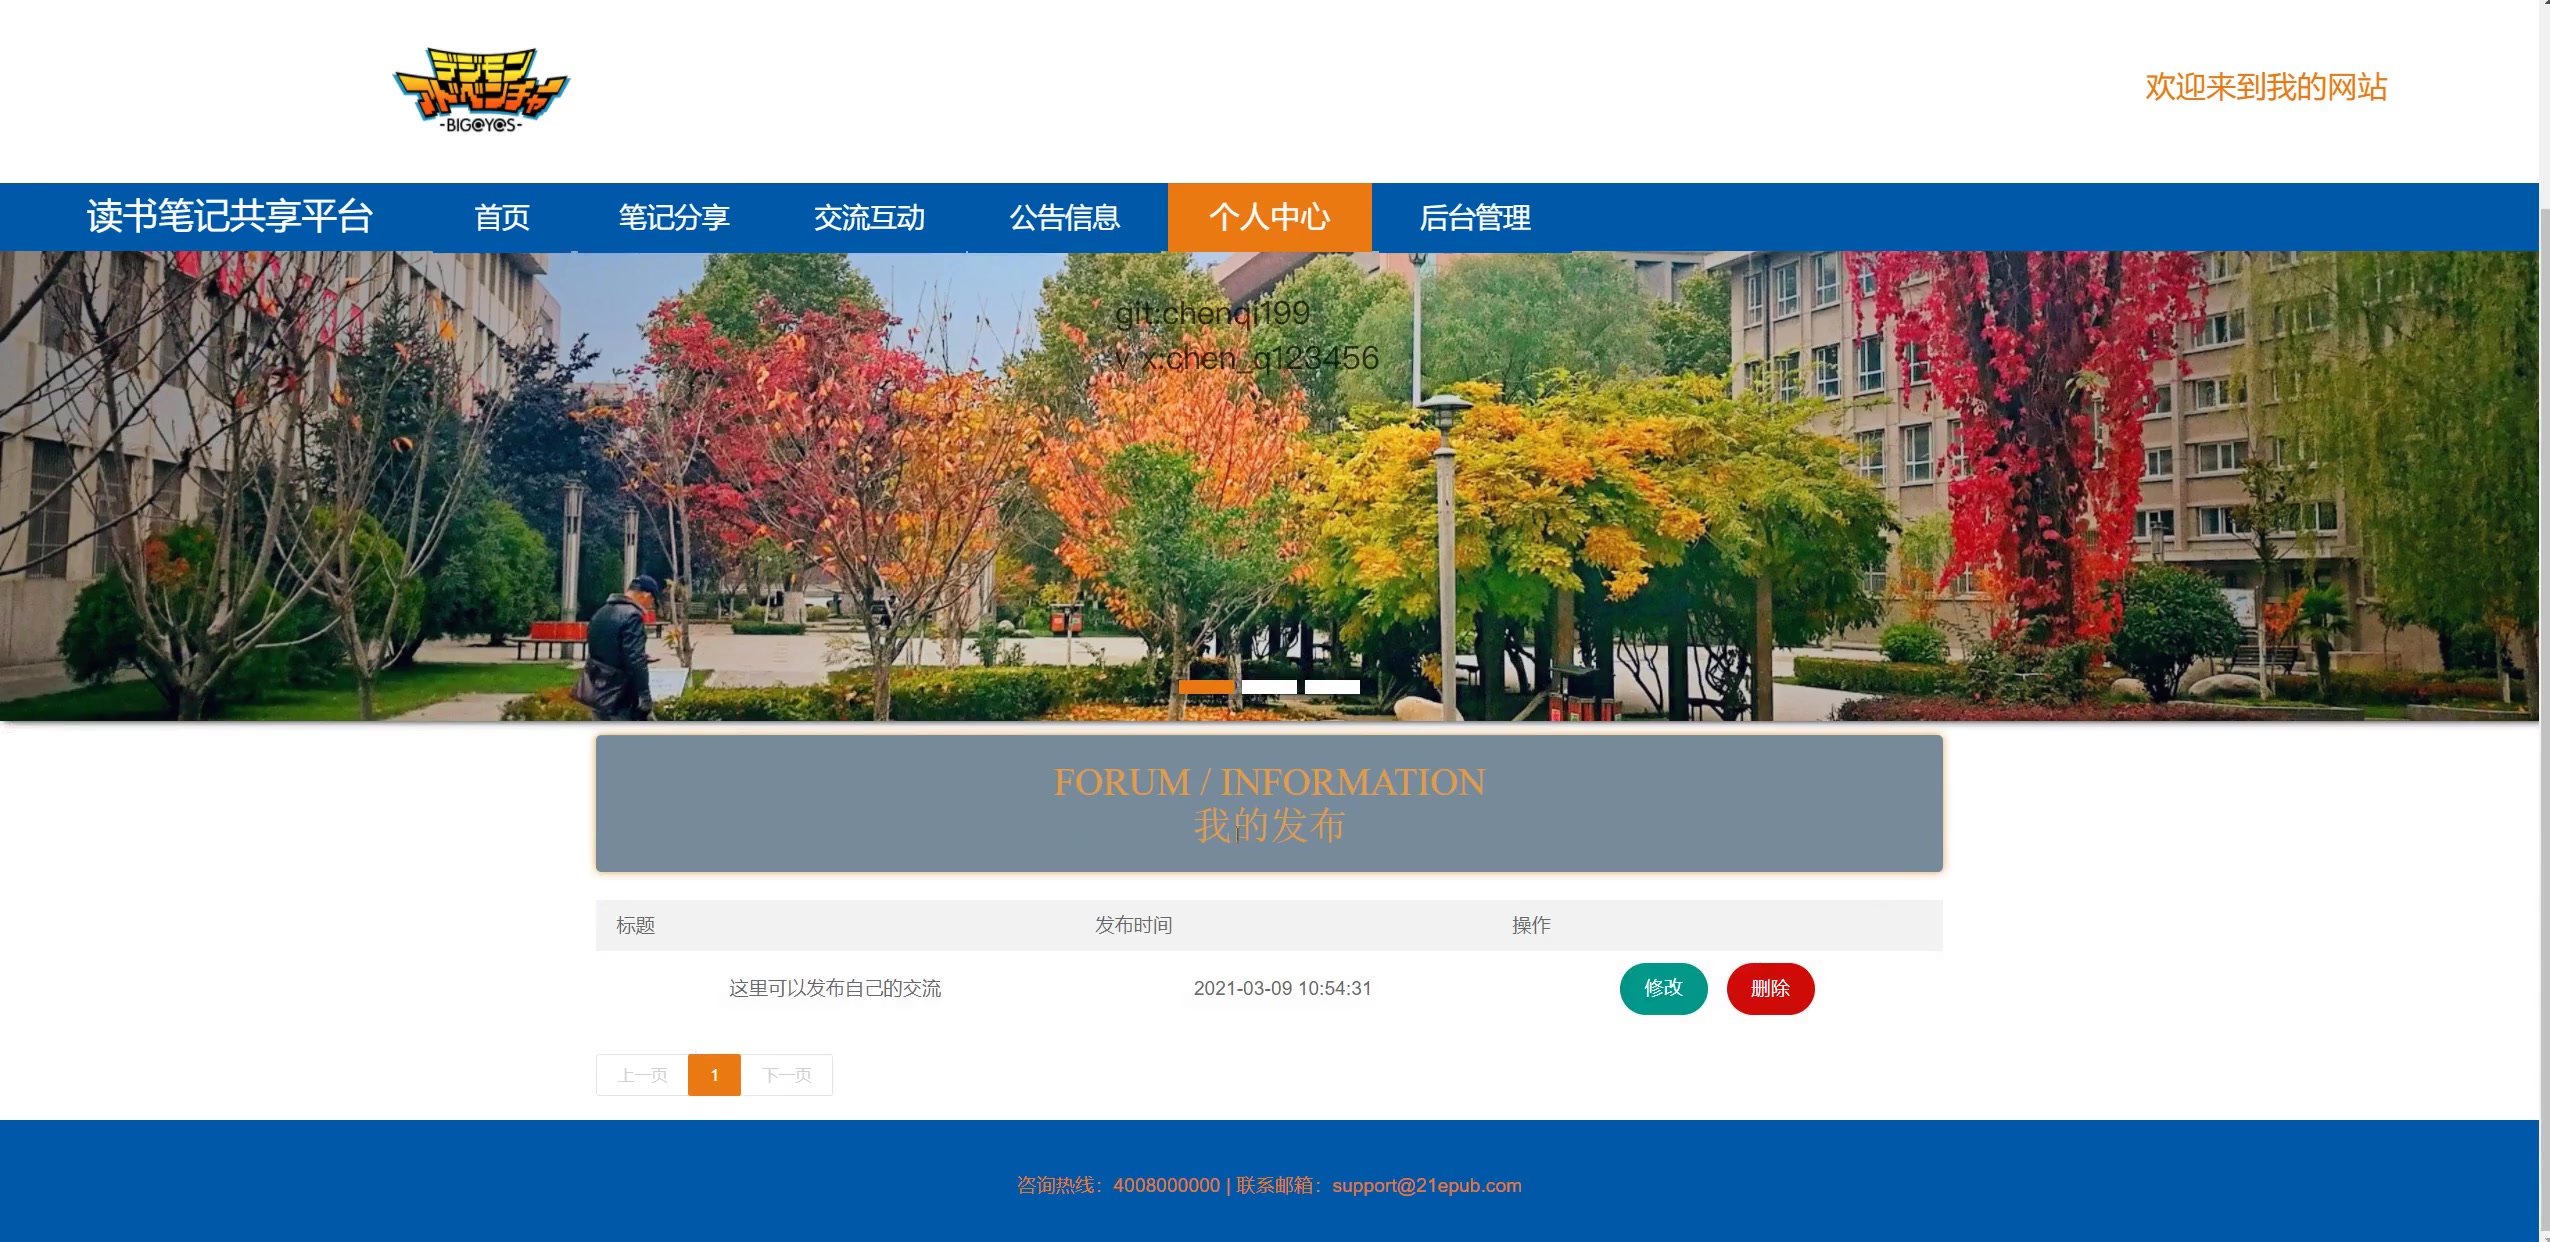 デジモン
アドベンチャー
-BIG@Y@S-
欢迎来到我的网站
读书笔记共享平台 首页 笔记分享 交流互动 公告信息 个人中心 后台管理
git:chenqi199
v x:chen_q123456
FORUM / INFORMATION
我的发布
标题 发布时间 操作
这里可以发布自己的交流 2021-03-09 10:54:31 修改 删除
上一页 1 下一页
咨询热线：4008000000 | 联系邮箱：support@21epub.com